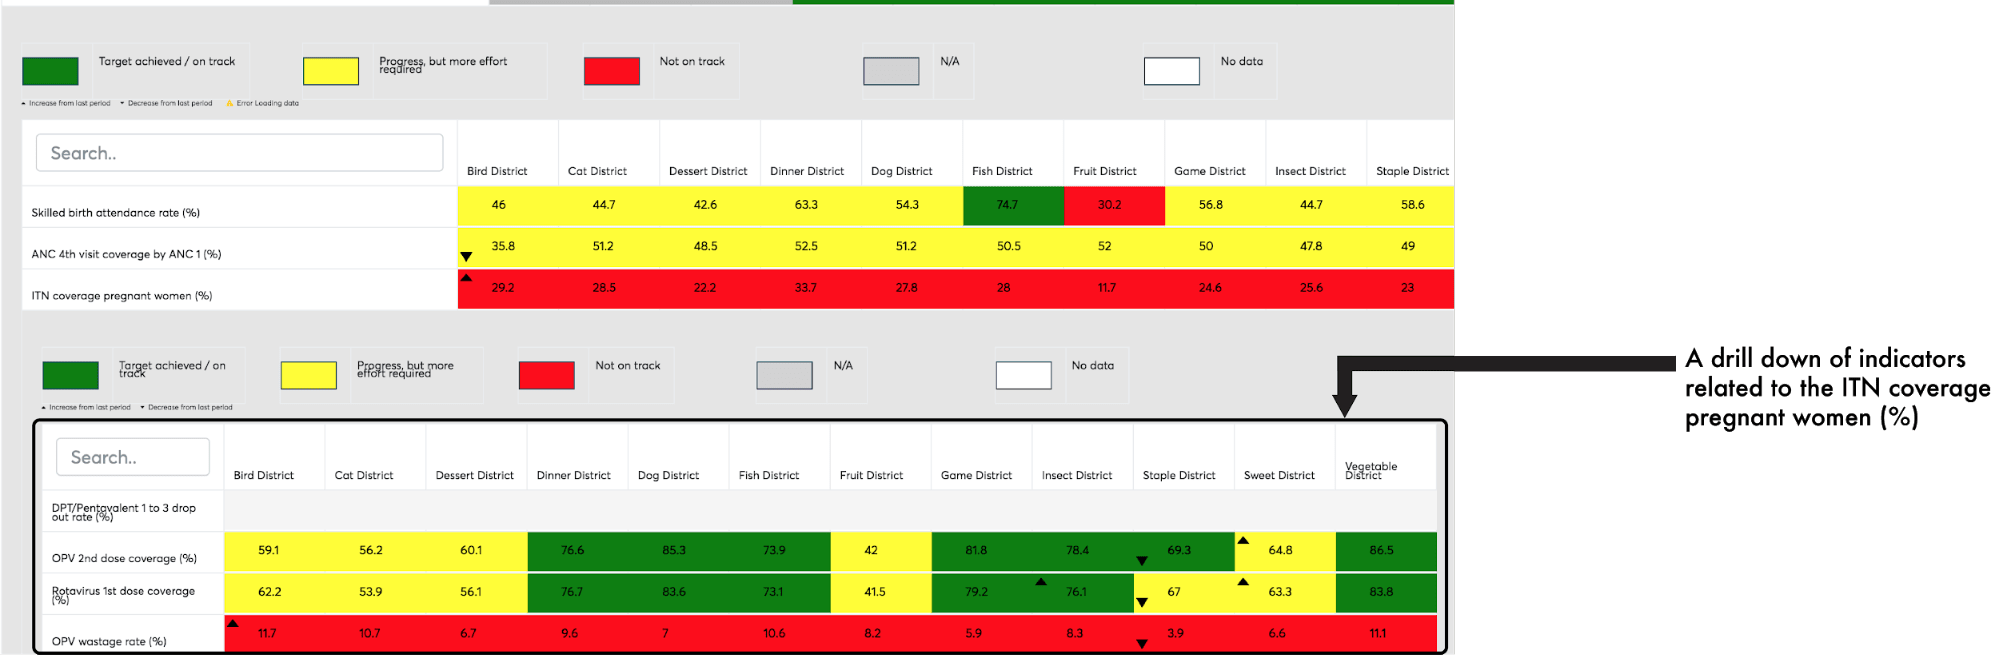 Target achieved / on track
Progress, but more effort
required
Not on track
N/A
No data
Increase from last period
Decrease from last period
Error Loading data
Search..
Bird District Cat District Dessert District Dinner District Dog District Fish District Fruit District Game District Insect District Staple District
Skilled birth attendance rate (%) 46 44.7 42.6 63.3 54.3 74.7 30.2 56.8 44.7 58.6
ANC 4th visit coverage by ANC 1 (%) 35.8 51.2 48.5 52.5 51.2 50.5 52 50 47.8 49
ITN coverage pregnant women (%) 29.2 28.5 22.2 33.7 27.8 28 11.7 24.6 25.6 23
Target achieved / on
track
Progress, but more
effort required
Not on track
N/A
No data
Increase from last period
Decrease from last period
A drill down of indicators
related to the ITN coverage
pregnant women (%)
Search..
Bird District Cat District Dessert District Dinner District Dog District Fish District Fruit District Game District Insect District Staple District Sweet District Vegetable
District
DPT/Pentavalent 1 to 3 drop
out rate (%)
OPV 2nd dose coverage (%) 59.1 56.2 60.1 76.6 85.3 73.9 42 81.8 78.4 69.3 64.8 86.5
Rotavirus 1st dose coverage
(%) 62.2 53.9 56.1 76.7 83.6 73.1 41.5 79.2 76.1 67 63.3 83.8
OPV wastage rate (%) 11.7 10.7 6.7 9.6 7 10.6 8.2 5.9 8.3 3.9 6.6 11.1